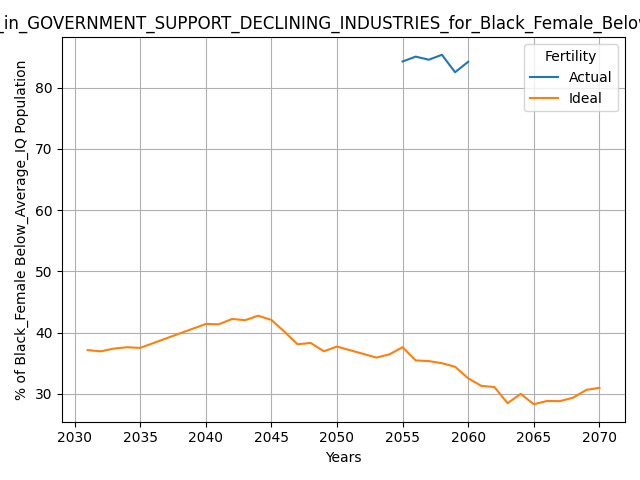 _in_GOVERNMENT_SUPPORT_DECLINING_INDUSTRIES_for_Black_Female_Below
Fertility
Actual
Ideal
% of Black_Female Below_Average_IQ Population
80
70
60
50
40
30
2030 2035 2040 2045 2050 2055 2060 2065 2070
Years